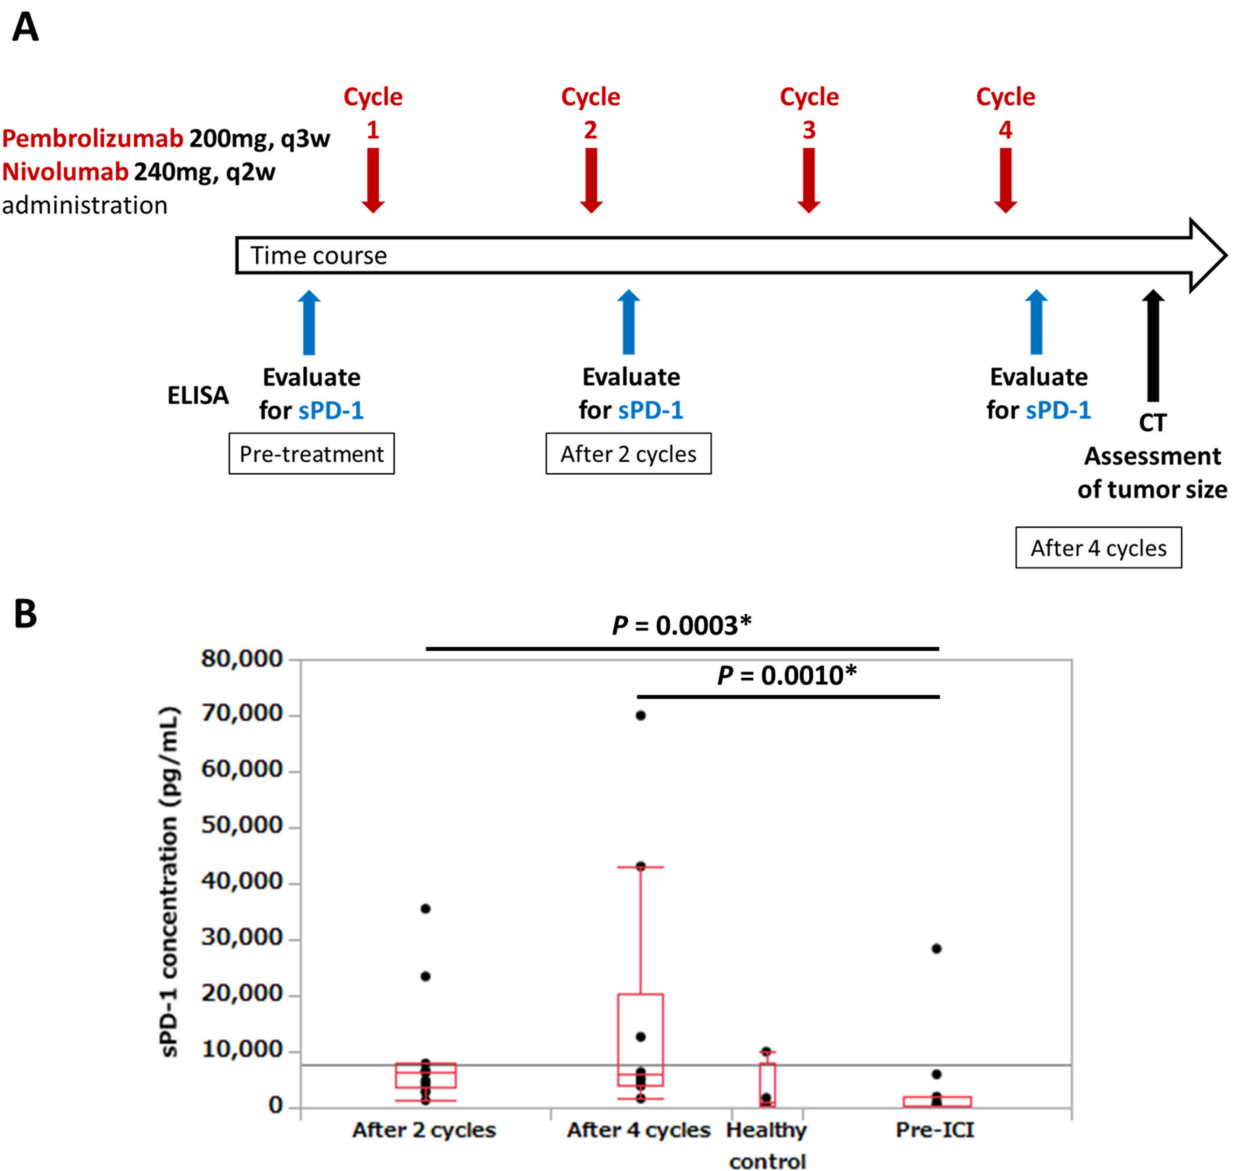 A
Cycle
1
Cycle
2
Cycle
3
Cycle
4
Pembrolizumab 200mg, q3w
Nivolumab 240mg, q2w
administration
Time course
ELISA
Evaluate
for sPD-1
Pre-treatment
Evaluate
for sPD-1
After 2 cycles
Evaluate
for sPD-1
CT
Assessment
of tumor size
After 4 cycles
B
P = 0.0003*
P = 0.0010*
sPD-1 concentration (pg/mL)
80,000
70,000
60,000
50,000
40,000
30,000
20,000
10,000
0
After 2 cycles
After 4 cycles
Healthy
control
Pre-ICI